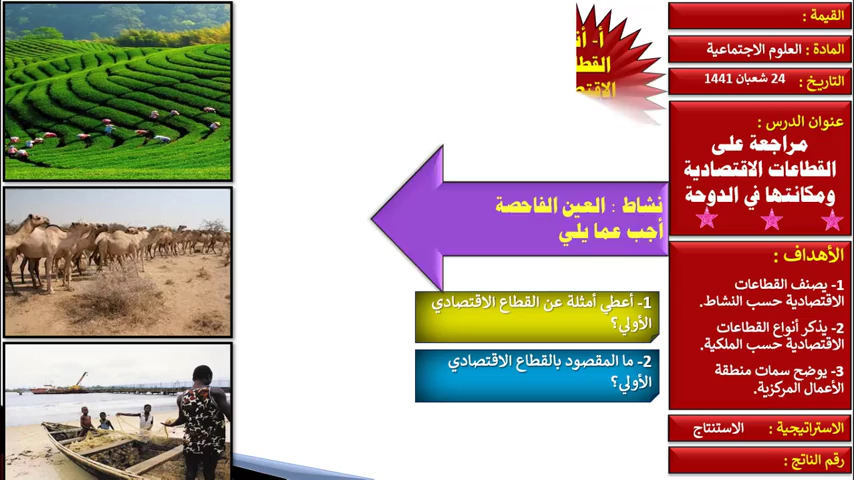 القيمة :
المادة : العلوم الاجتماعية
التاريخ : 24 شعبان 1441
عنوان الدرس :
مراجعة على
القطاعات الاقتصادية
ومكانتها في الدوحة
الأهداف :
1- يصنف القطاعات
الاقتصادية حسب النشاط.
2- يذكر أنواع القطاعات
الاقتصادية حسب الملكية.
3- يوضح سمات منطقة
الأعمال المركزية.
الاستراتيجية : الاستنتاج
رقم الناتج :
أ-
نشاط : العين الفاحصة
أجب عما يلي
1- أعطي أمثلة عن القطاع الاقتصادي
الأولي؟
2- ما المقصود بالقطاع الاقتصادي
الأولي؟